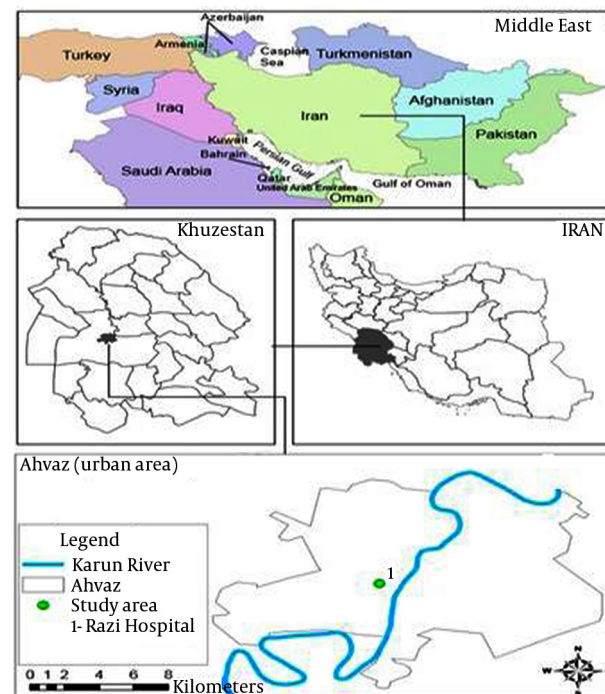 Middle East
Azerbaijan
Armenia
Caspian
Sea
Turkey
Turkmenistan
Syria
Iraq
Iran
Afghanistan
Pakistan
Kuwait
Bahrain
Persian Gulf
Saudi Arabia
Qatar
United Arab Emirates
Gulf of Oman
Oman
Khuzestan
IRAN
Ahvaz (urban area)
Legend
Karun River
Ahvaz
Study area
1- Razi Hospital
1
0 1 2 4 6 8
Kilometers
N
W E
S